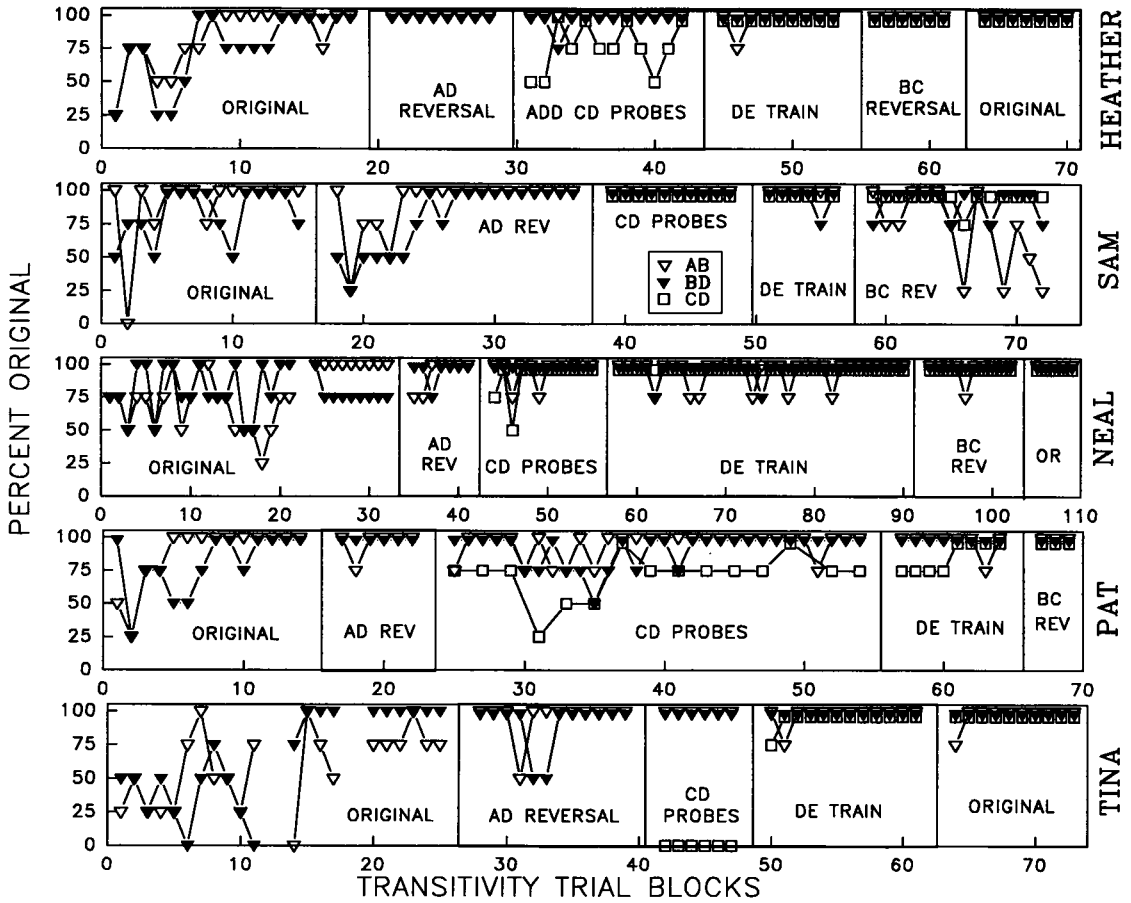 PERCENT ORIGINAL
100
75
50
25
0
ORIGINAL
AD
REVERSAL
ADD CD PROBES
DE TRAIN
BC
REVERSAL
ORIGINAL
HEATHER
0 10 20 30 40 50 60 70
100
75
50
25
0
ORIGINAL
AD REV
CD PROBES
AB
BD
CD
DE TRAIN
BC REV
SAM
0 10 20 30 40 50 60 70
100
75
50
25
0
ORIGINAL
AD
REV
CD PROBES
DE TRAIN
BC
REV
OR
NEAL
0 10 20 30 40 50 60 70 80 90 100 110
100
75
50
25
0
ORIGINAL
AD REV
CD PROBES
DE TRAIN
BC
REV
PAT
0 10 20 30 40 50 60 70
100
75
50
25
0
ORIGINAL
AD REVERSAL
CD
PROBES
DE TRAIN
ORIGINAL
TINA
0 10 20 30 40 50 60 70
TRANSITIVITY TRIAL BLOCKS